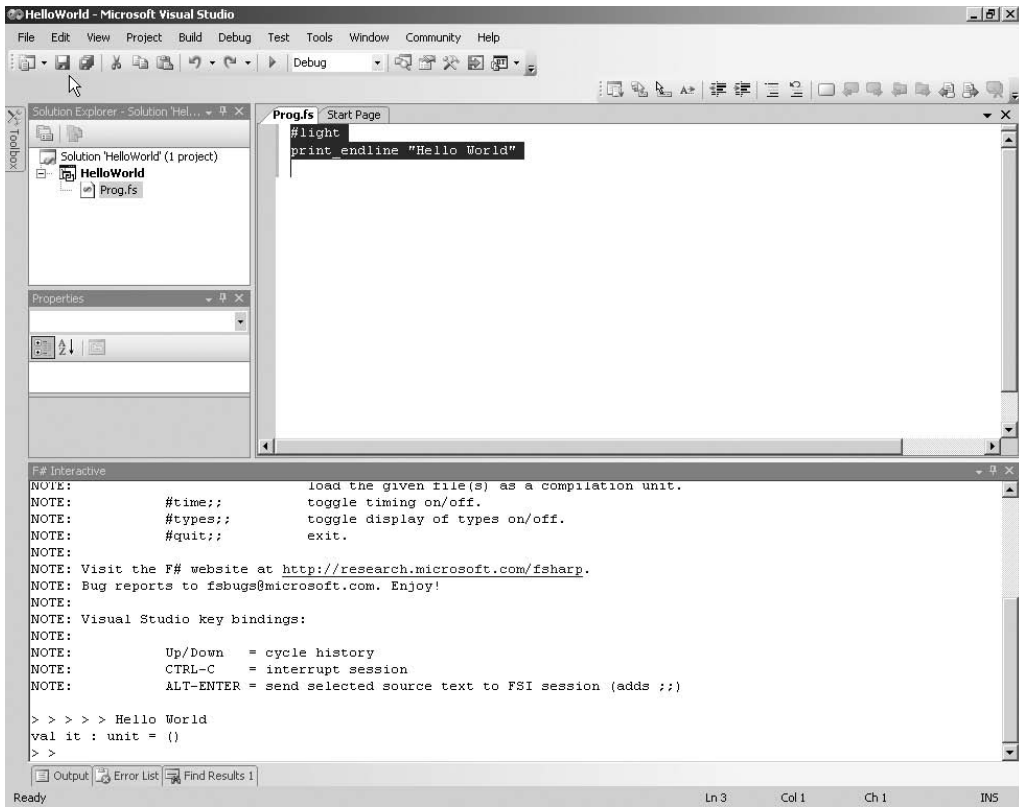 HelloWorld - Microsoft Visual Studio
File Edit View Project Build Debug Test Tools Window Community Help
Debug
Toolbox
Solution Explorer - Solution 'Hel...
Solution 'HelloWorld' (1 project)
HelloWorld
Prog.fs
Properties
Prog.fs Start Page
#light
print_endline "Hello World"
F# Interactive
NOTE: load the given file(s) as a compilation unit.
NOTE: #time;; toggle timing on/off.
NOTE: #types;; toggle display of types on/off.
NOTE: #quit;; exit.
NOTE:
NOTE: Visit the F# website at http://research.microsoft.com/fsharp.
NOTE: Bug reports to fsbugs@microsoft.com. Enjoy!
NOTE:
NOTE: Visual Studio key bindings:
NOTE:
NOTE: Up/Down = cycle history
NOTE: CTRL-C = interrupt session
NOTE: ALT-ENTER = send selected source text to FSI session (adds ;;)
> > > > > Hello World
val it : unit = ()
> >
Output Error List Find Results 1
Ready Ln 3 Col 1 Ch 1 INS